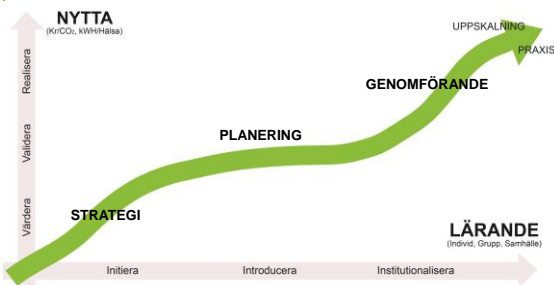 NYTTA
(Kr/CO₂, kWH/Hälsa)
UPPSKALNING
PRAXIS
Realisera
GENOMFÖRANDE
PLANERING
Validera
STRATEGI
Värdera
LÄRANDE
(Individ, Grupp, Samhälle)
Initiera
Introducera
Institutionalisera